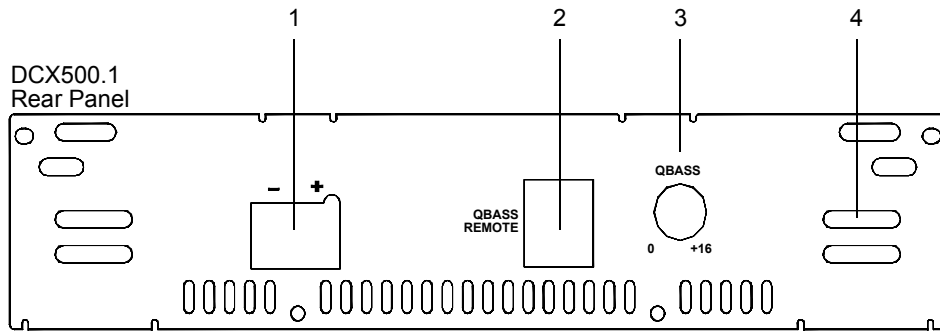 1
2
3
4
DCX500.1
Rear Panel
QBASS
- +
QBASS
REMOTE
0
+16